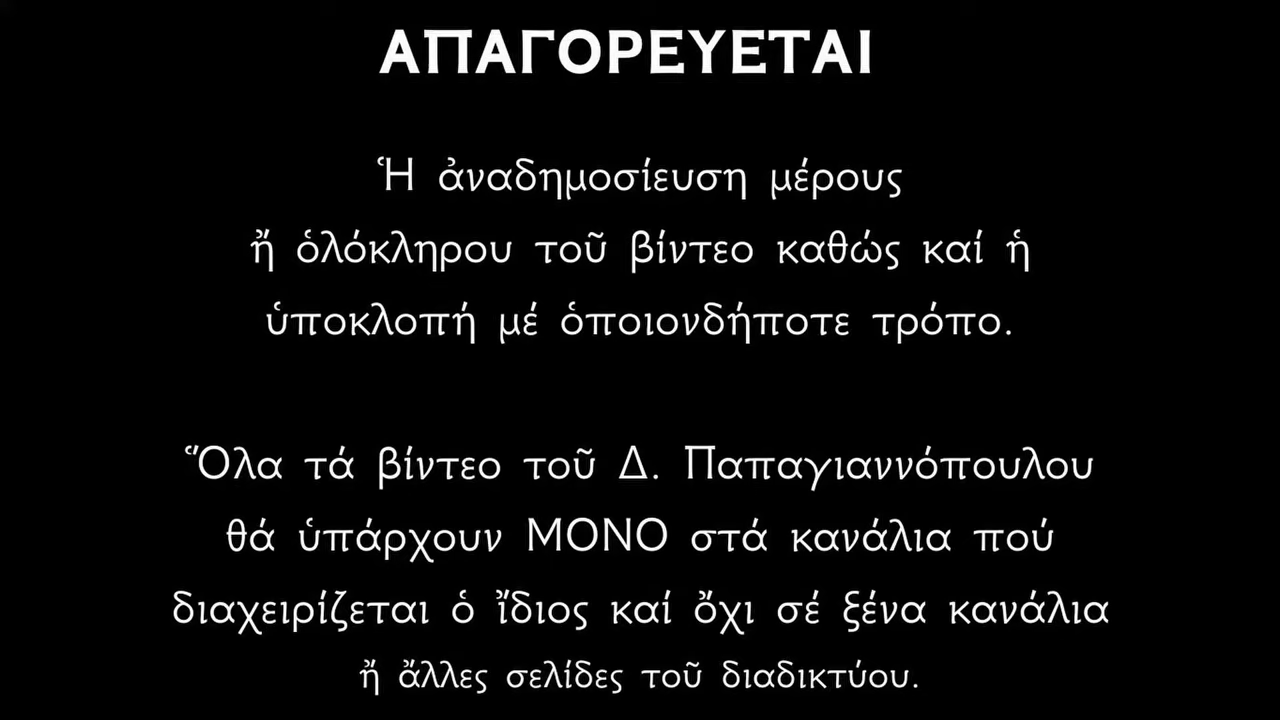 ΑΠΑΓΟΡΕΥΕΤΑΙ
Ἡ ἀναδημοσίευση μέρους
ἤ ὁλόκληρου τοῦ βίντεο καθώς καί ἡ
ὑποκλοπή μέ ὁποιονδήποτε τρόπο.
Ὅλα τά βίντεο τοῦ Δ. Παπαγιαννόπουλου
θά ὑπάρχουν ΜΟΝΟ στά κανάλια πού
διαχειρίζεται ὁ ἴδιος καί ὄχι σέ ξένα κανάλια
ἤ ἄλλες σελίδες τοῦ διαδικτύου.